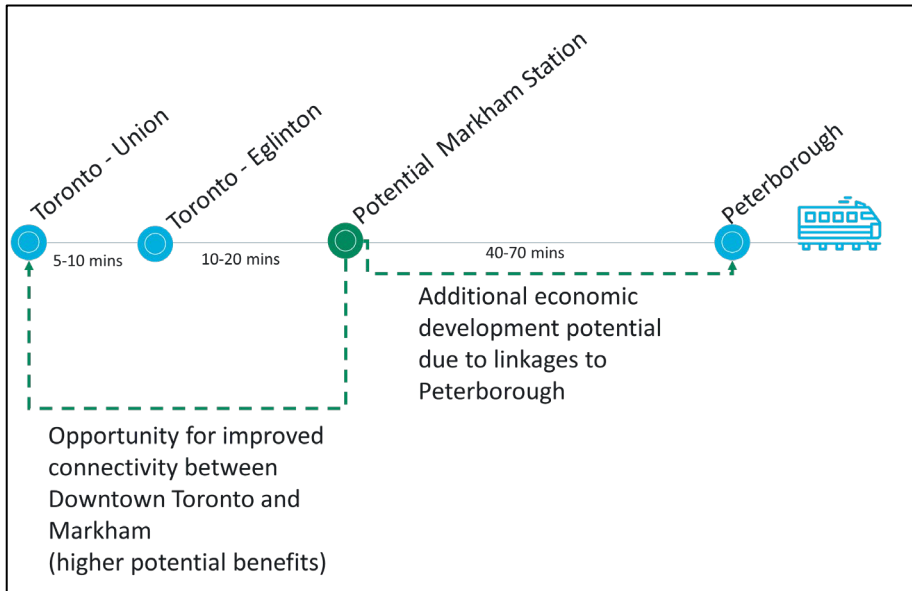 Toronto - Union
Toronto - Eglinton
Potential Markham Station
Peterborough
5-10 mins
10-20 mins
40-70 mins
Additional economic
development potential
due to linkages to
Peterborough
Opportunity for improved
connectivity between
Downtown Toronto and
Markham
(higher potential benefits)